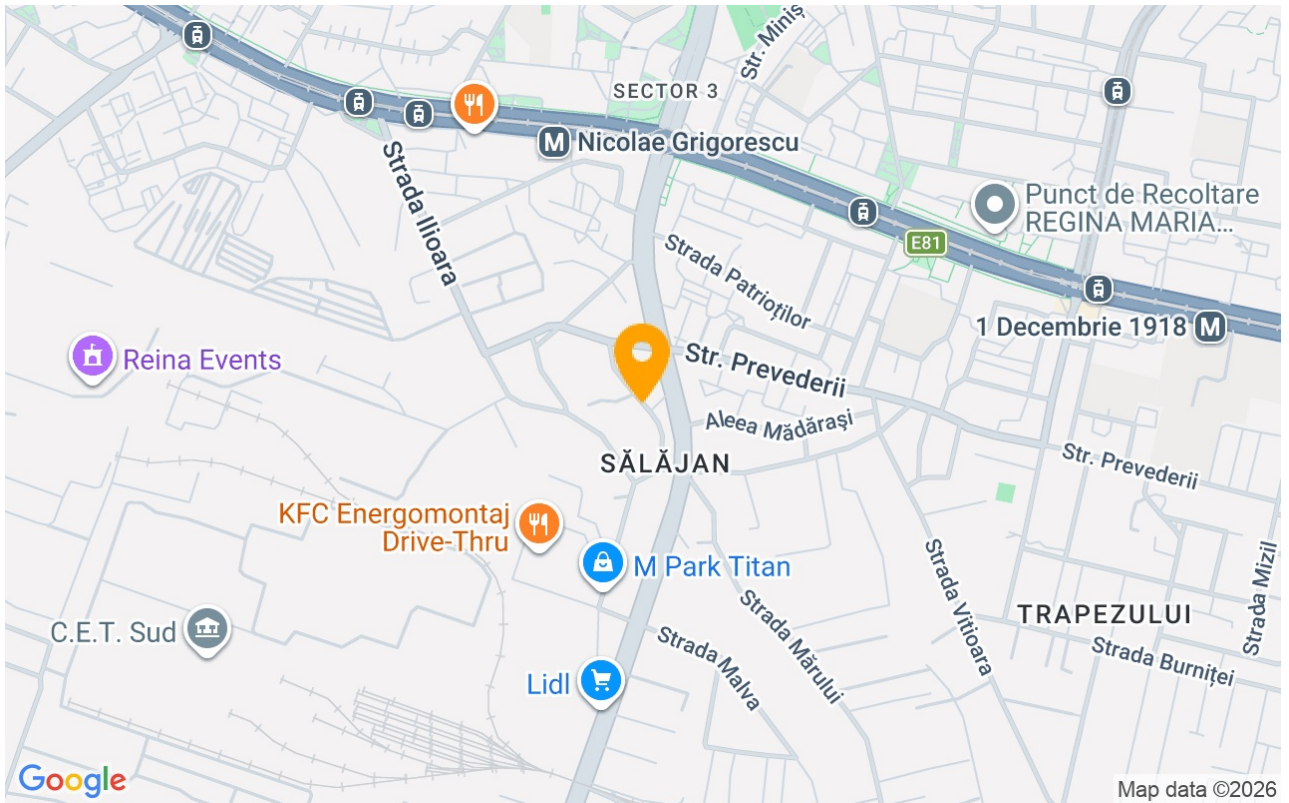 Str. Miniș
SECTOR 3
M Nicolae Grigorescu
Strada Ilioara
Punct de Recoltare
REGINA MARIA...
E81
Strada Patrioților
1 Decembrie 1918 M
Reina Events
Str. Prevederii
Aleea Mădărași
SĂLĂJAN
Str. Prevederii
KFC Energomontaj
Drive-Thru
M Park Titan
Strada Vitioara
Strada Mizil
TRAPEZULUI
C.E.T. Sud
Strada Mărului
Strada Malva
Strada Burniței
Lidl
Google
Map data ©2026